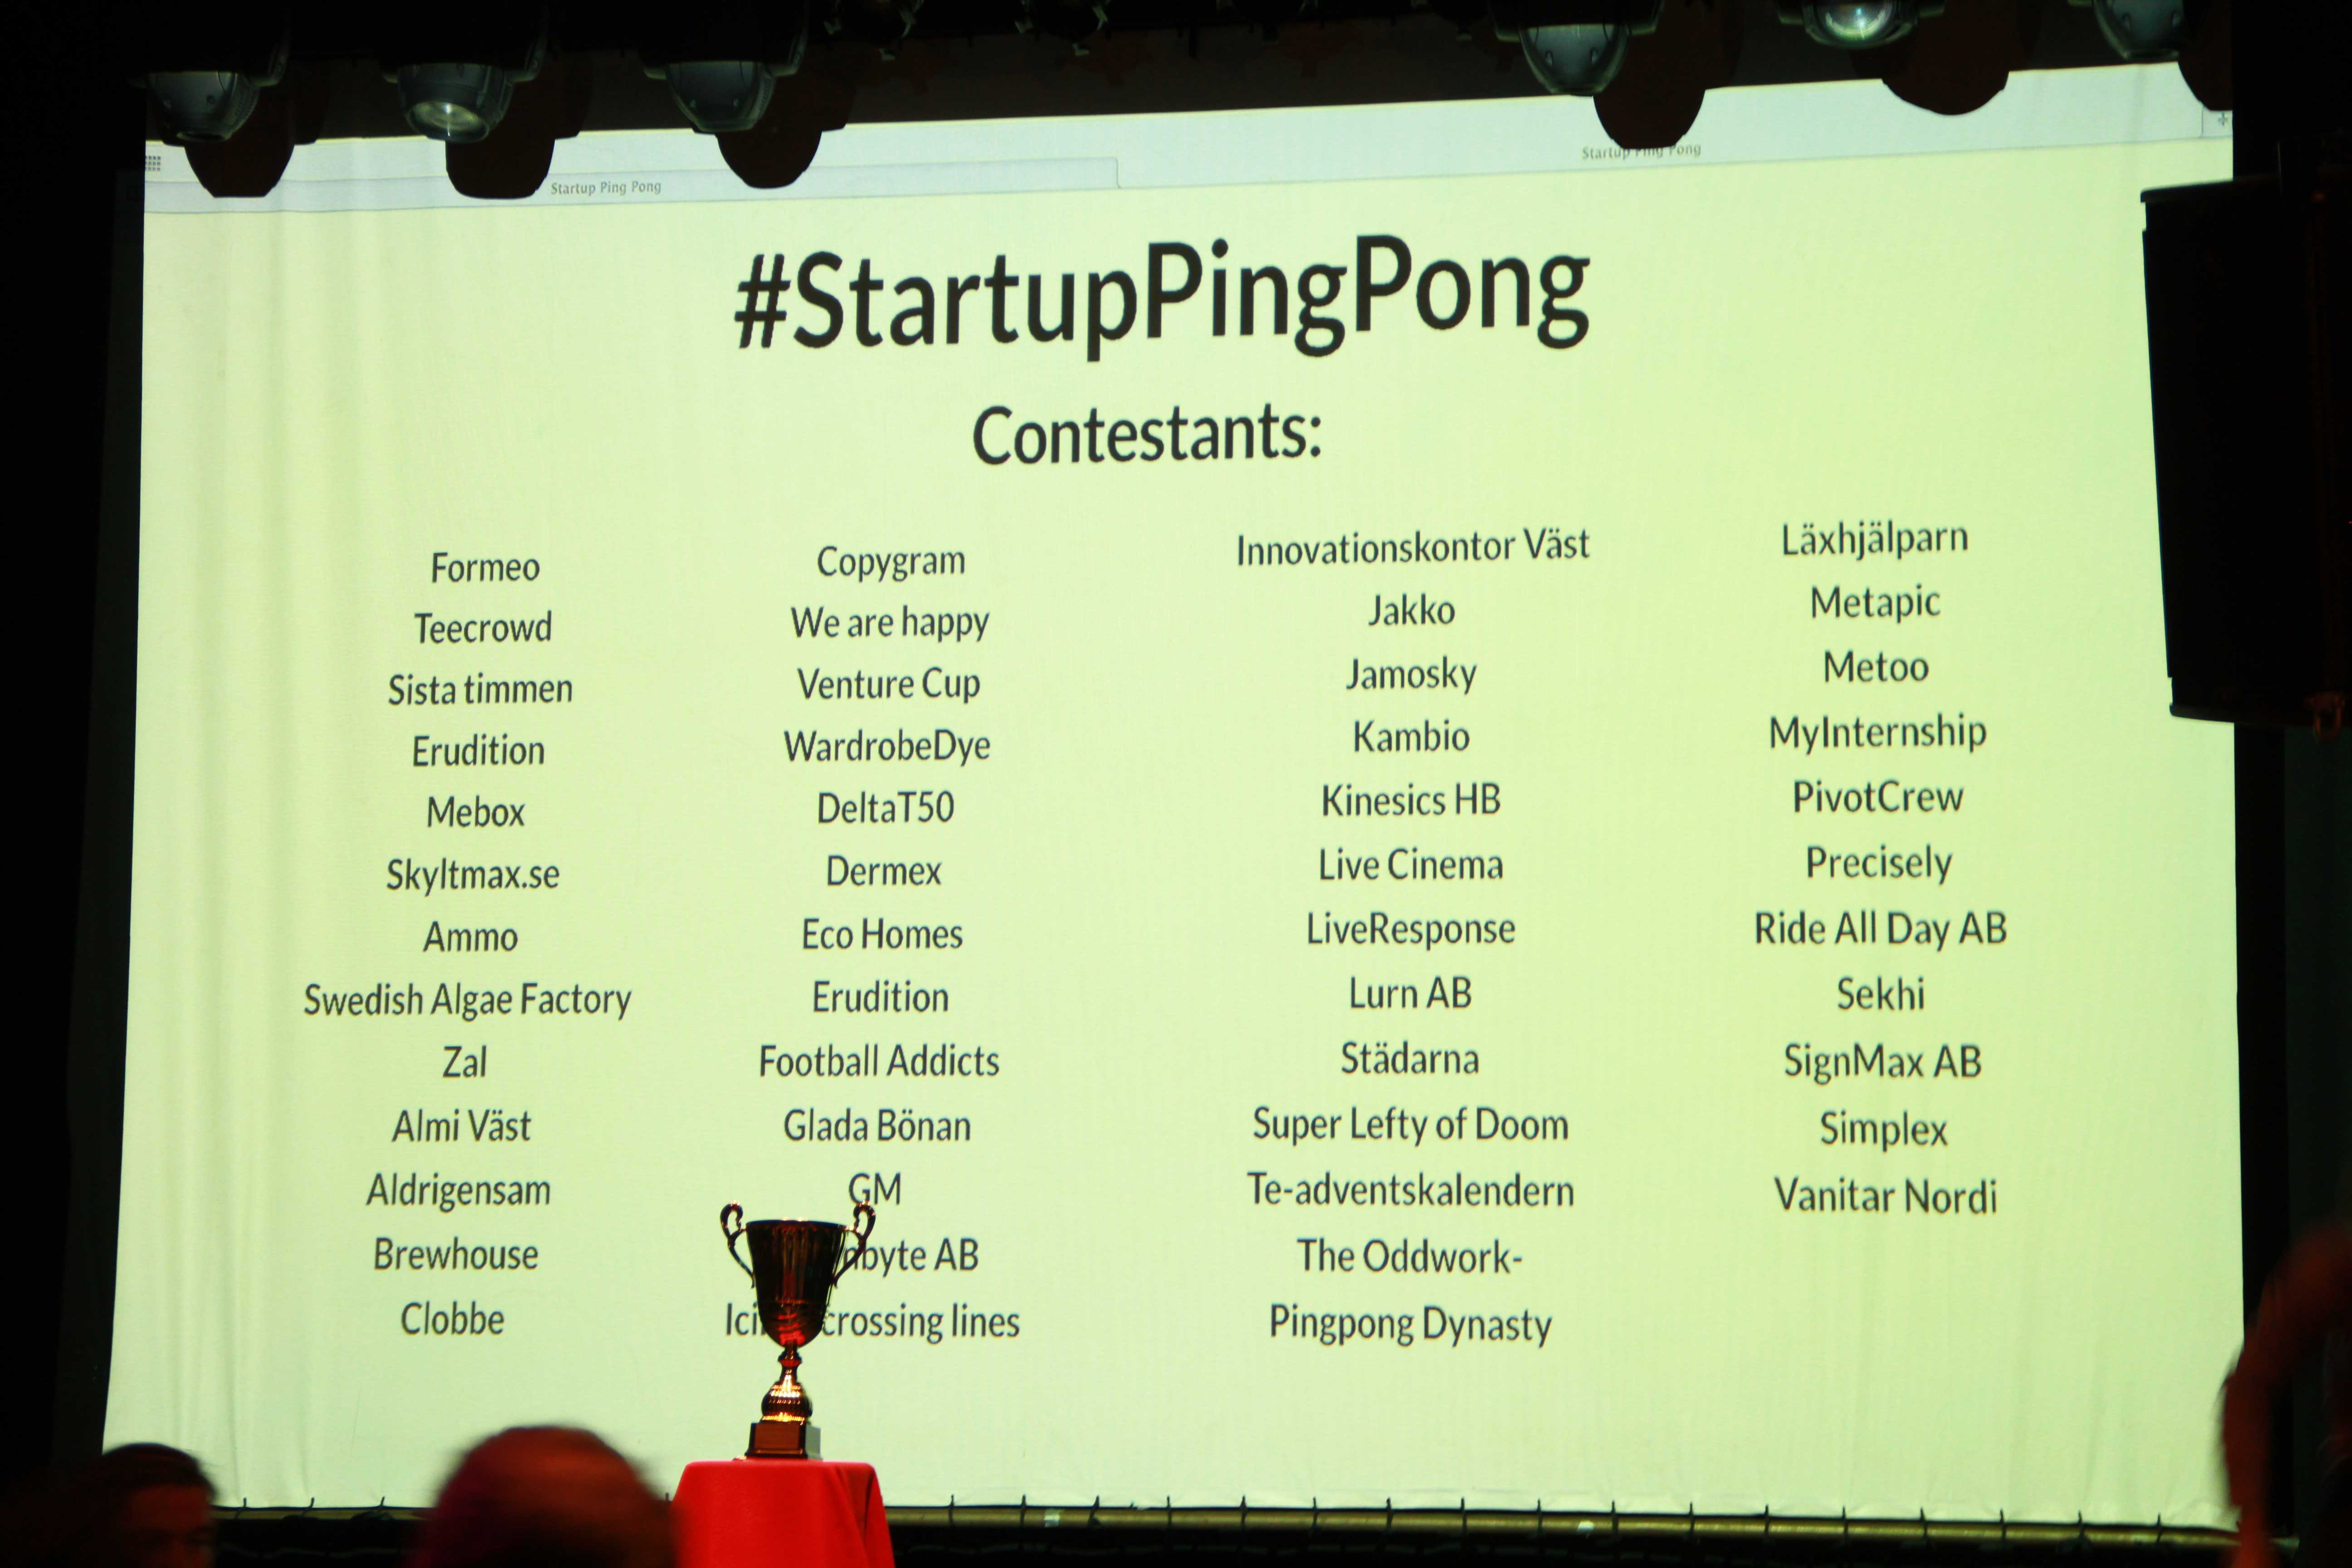 Startup Ping Pong
Startup Ping Pong
#StartupPingPong
Contestants:
Formeo
Teecrowd
Sista timmen
Erudition
Mebox
Skyltmax.se
Ammo
Swedish Algae Factory
Zal
Almi Väst
Aldrigensam
Brewhouse
Clobbe
Copygram
We are happy
Venture Cup
WardrobeDye
DeltaT50
Dermex
Eco Homes
Erudition
Football Addicts
Glada Bönan
GM
AB
crossing lines
Innovationskontor Väst
Jakko
Jamosky
Kambio
Kinesics HB
Live Cinema
LiveResponse
Lurn AB
Städarna
Super Lefty of Doom
Te-adventskalendern
The Oddwork-
Pingpong Dynasty
Läxhjälparn
Metapic
Metoo
MyInternship
PivotCrew
Precisely
Ride All Day AB
Sekhi
SignMax AB
Simplex
Vanitar Nordi